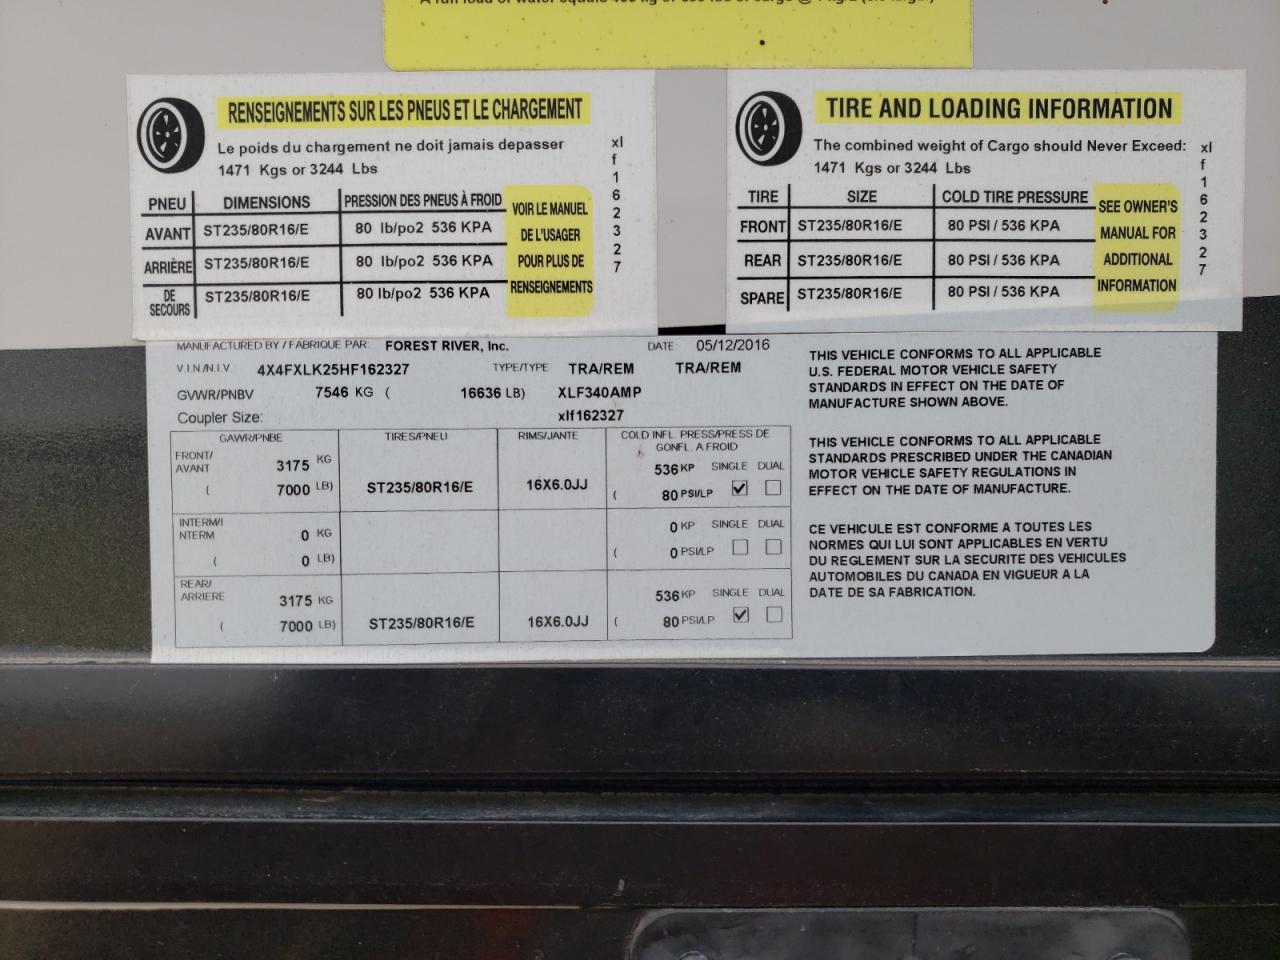 RENSEIGNEMENTS SUR LES PNEUS ET LE CHARGEMENT
Le poids du chargement ne doit jamais depasser
1471 Kgs or 3244 Lbs
PNEU DIMENSIONS PRESSION DES PNEUS À FROID
AVANT ST235/80R16/E 80 lb/po2 536 KPA
ARRIÈRE ST235/80R16/E 80 lb/po2 536 KPA
DE SECOURS ST235/80R16/E 80 lb/po2 536 KPA
VOIR LE MANUEL
DE L'USAGER
POUR PLUS DE
RENSEIGNEMENTS
xlf162327
TIRE AND LOADING INFORMATION
The combined weight of Cargo should Never Exceed:
1471 Kgs or 3244 Lbs
TIRE SIZE COLD TIRE PRESSURE
FRONT ST235/80R16/E 80 PSI / 536 KPA
REAR ST235/80R16/E 80 PSI / 536 KPA
SPARE ST235/80R16/E 80 PSI / 536 KPA
SEE OWNER'S
MANUAL FOR
ADDITIONAL
INFORMATION
xlf162327
MANUFACTURED BY / FABRIQUE PAR: FOREST RIVER, Inc. DATE: 05/12/2016
V.I.N./N.I.V 4X4FXLK25HF162327 TYPE/TYPE TRA/REM TRA/REM
GVWR/PNBV 7546 KG ( 16636 LB) XLF340AMP
Coupler Size: xlf162327
GAWR/PNBE TIRES/PNEU RIMS/JANTE COLD INFL. PRESS/PRESS DE
GONFL. A FROID
FRONT/
AVANT 3175 KG 536 KP SINGLE DUAL
( 7000 LB) ST235/80R16/E 16X6.0JJ ( 80 PSI/LP
INTERM/I
NTERM 0 KG 0 KP SINGLE DUAL
( 0 LB) ( 0 PSI/LP
REAR/
ARRIERE 3175 KG 536 KP SINGLE DUAL
( 7000 LB) ST235/80R16/E 16X6.0JJ ( 80 PSI/LP
THIS VEHICLE CONFORMS TO ALL APPLICABLE
U.S. FEDERAL MOTOR VEHICLE SAFETY
STANDARDS IN EFFECT ON THE DATE OF
MANUFACTURE SHOWN ABOVE.
THIS VEHICLE CONFORMS TO ALL APPLICABLE
STANDARDS PRESCRIBED UNDER THE CANADIAN
MOTOR VEHICLE SAFETY REGULATIONS IN
EFFECT ON THE DATE OF MANUFACTURE.
CE VEHICULE EST CONFORME A TOUTES LES
NORMES QUI LUI SONT APPLICABLES EN VERTU
DU REGLEMENT SUR LA SECURITE DES VEHICULES
AUTOMOBILES DU CANADA EN VIGUEUR A LA
DATE DE SA FABRICATION.